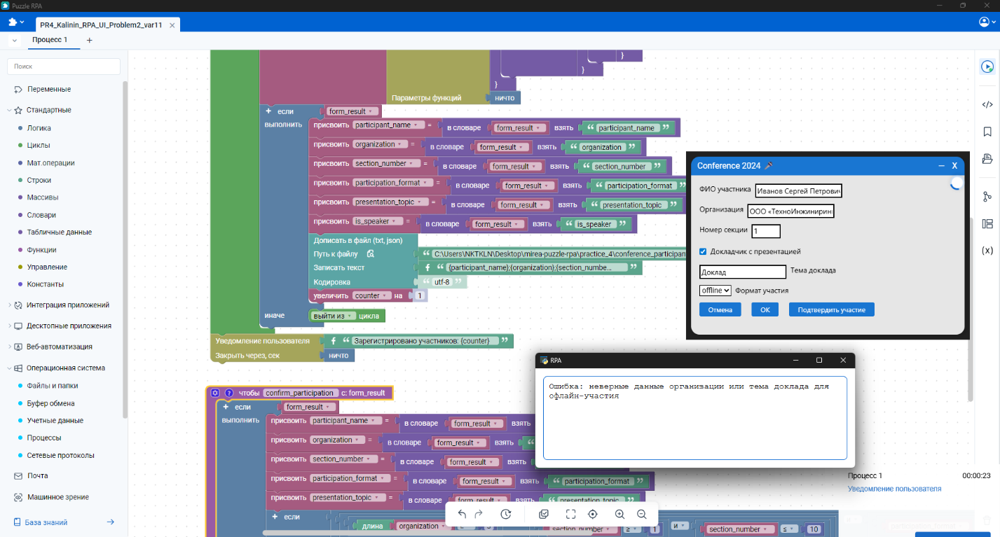 Puzzle RPA
PR4_Kalinin_RPA_UI_Problem2_var11
Процесс 1
Поиск
Переменные
Стандартные
Логика
Циклы
Мат.операции
Строки
Массивы
Словари
Табличные данные
Функции
Управление
Константы
Интеграция приложений
Десктопные приложения
Веб-автоматизация
Операционная система
Файлы и папки
Буфер обмена
Учетные данные
Процессы
Сетевые протоколы
Почта
Машинное зрение
База знаний
}
}
}
Параметры функций ничто
+ если form_result
выполнить присвоить participant_name = в словаре form_result взять “ participant_name ”
присвоить organization = в словаре form_result взять “ organization ”
присвоить section_number = в словаре form_result взять “ section_number ”
присвоить participation_format = в словаре form_result взять “ participation_format ”
присвоить presentation_topic = в словаре form_result взять “ presentation_topic ”
присвоить is_speaker = в словаре form_result взять “ is_speaker ”
Дописать в файл (txt, json)
Путь к файлу “ C:\Users\NKTKLN\Desktop\mirea-puzzle-rpa\practice_4\conference_participan
Записать текст “ {participant_name};{organization};{section_numbe... ”
Кодировка “ utf-8 ”
увеличить counter на 1
иначе выйти из цикла
Уведомление пользователя “ Зарегистрировано участников: {counter} ”
Закрыть через, сек ничто
? чтобы confirm_participation с: form_result
+ если form_result
выполнить присвоить participant_name = в словаре form_result взять
присвоить organization = в словаре form_result взять “
присвоить section_number = в словаре form_result взять
присвоить participation_format = в словаре form_result взять “ participation_format ”
присвоить presentation_topic = в словаре form_result взять “ presentation_topic ”
+ если
длина organization section_number ≥ 1 и section_number ≤ 10
Conference 2024
ФИО участника Иванов Сергей Петрович
Организация ООО «ТехноИнжинирин
Номер секции 1
Докладчик с презентацией
Доклад Тема доклада
offline Формат участия
Отмена OK Подтвердить участие
RPA
Ошибка: неверные данные организации или тема доклада для
офлайн-участия
Процесс 1 00:00:23
Уведомление пользователя